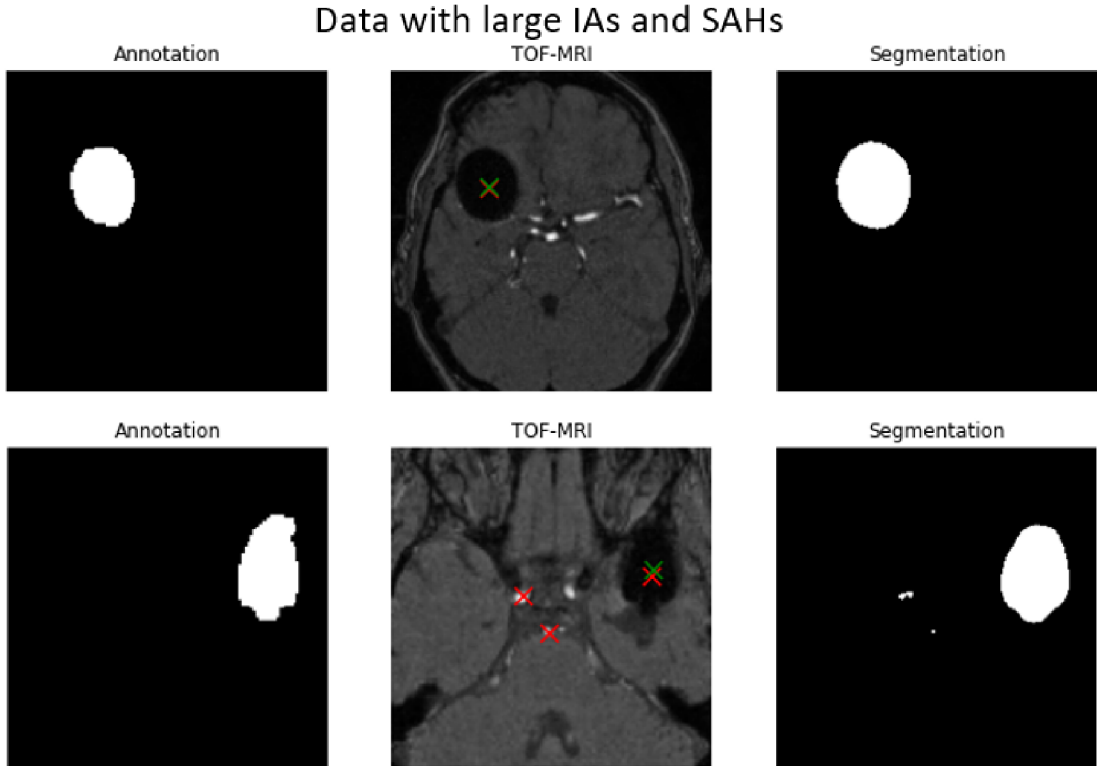 Data with large IAs and SAHs
Annotation TOF-MRI Segmentation
Annotation TOF-MRI Segmentation